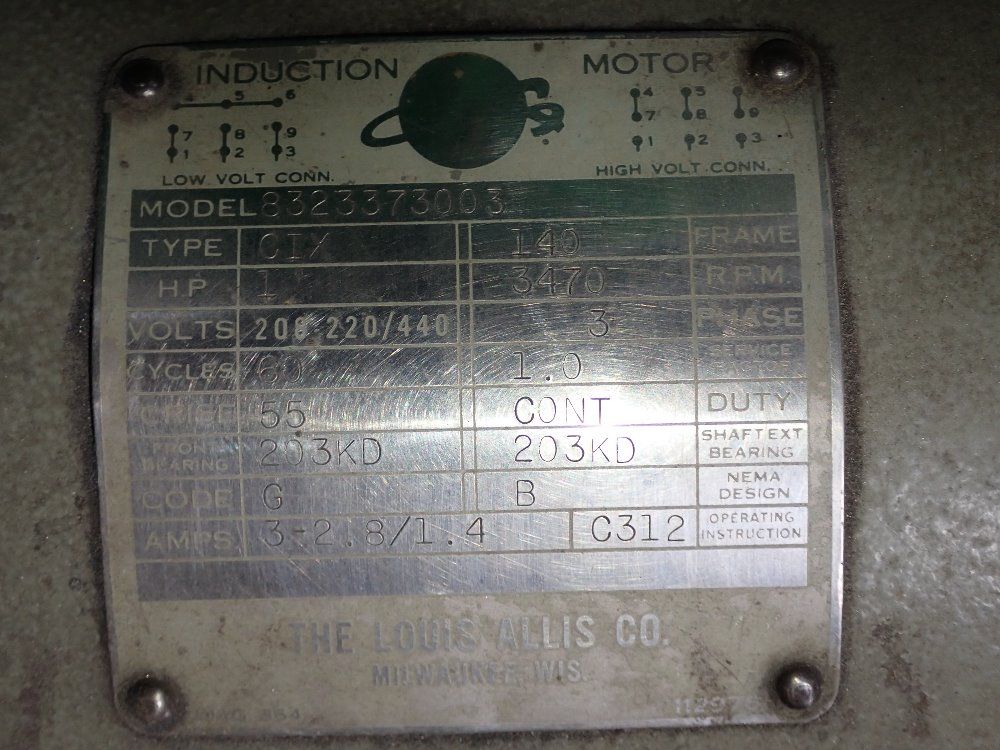 INDUCTION MOTOR
4 5 6
7 8 9
1 2 3
LOW VOLT CONN.
4 5
7 8 9
1 2 3
HIGH VOLT CONN.
MODEL 8323373003
TYPE CIX 140 FRAME
H.P 1 3470 R.P.M.
VOLTS 208-220/440 3 PHASE
CYCLES 60 1.0 SERVICE
55 CONT DUTY
FRONT BEARING 203KD 203KD SHAFT EXT BEARING
CODE G B NEMA DESIGN
AMPS 3-2.8/1.4 C312 OPERATING INSTRUCTION
THE LOUIS ALLIS CO.
MILWAUKEE, WIS.